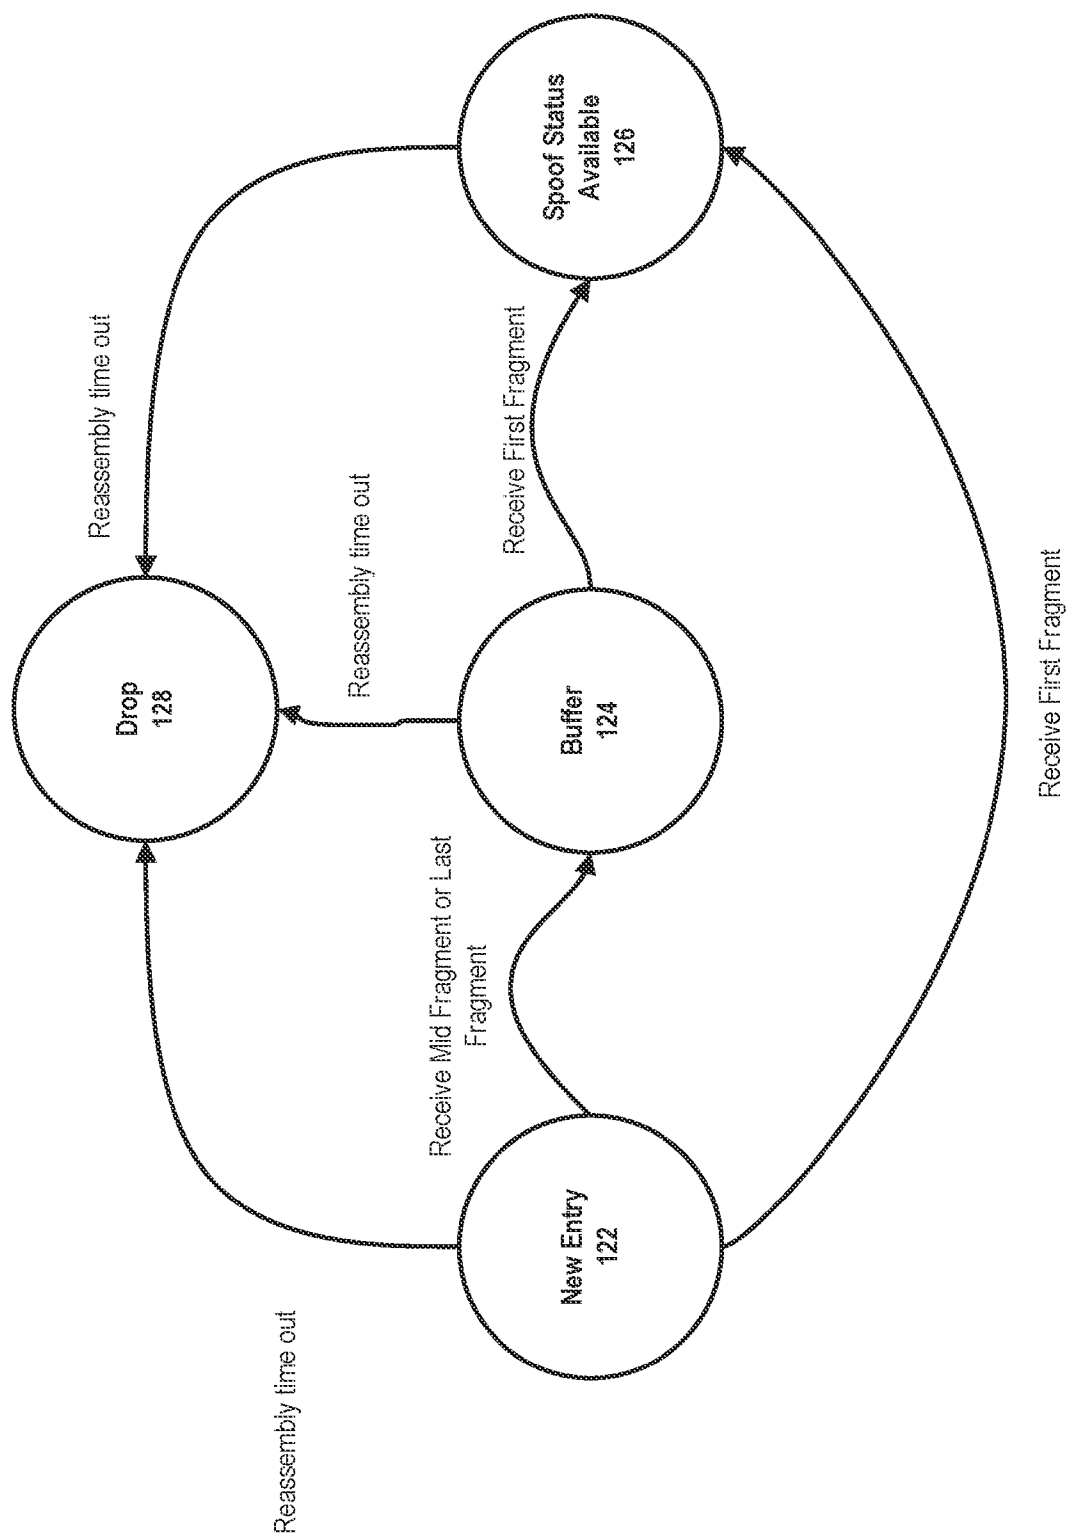 Reassembly time out
Reassembly time out
Drop
128
Reassembly time out
Receive Mid Fragment or Last
Fragment
Receive First Fragment
New Entry
122
Buffer
124
Spoof Status
Available
126
Receive First Fragment